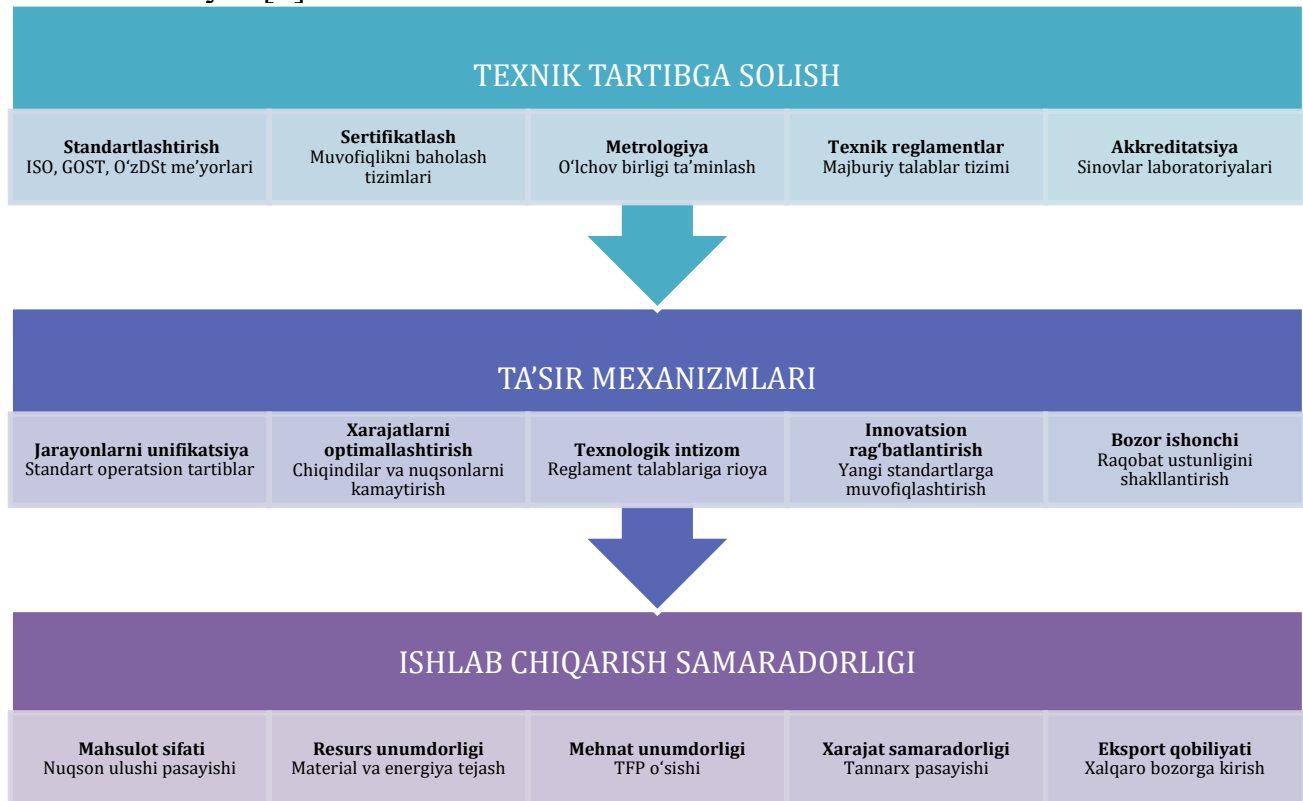 TEXNIK TARTIBGA SOLISH
Standartlashtirish
ISO, GOST, O‘zDSt me’yorlari
Sertifikatlash
Muvofiqlikni baholash
tizimlari
Metrologiya
O‘lchov birligi ta’minlash
Texnik reglamentlar
Majburiy talablar tizimi
Akkreditatsiya
Sinovlar laboratoriyalari
TA’SIR MEXANIZMLARI
Jarayonlarni unifikatsiya
Standart operatsion tartiblar
Xarajatlarni
optimallashtirish
Chiqindilar va nuqsonlarni
kamaytirish
Texnologik intizom
Reglament talablariga rioya
Innovatsion
rag‘batlantirish
Yangi standartlarga
muvofiqlashtirish
Bozor ishonchi
Raqobat ustunligini
shakllantirish
ISHLAB CHIQARISH SAMARADORLIGI
Mahsulot sifati
Nuqson ulushi pasayishi
Resurs unumdorligi
Material va energiya tejash
Mehnat unumdorligi
TFP o‘sishi
Xarajat samaradorligi
Tannarx pasayishi
Eksport qobiliyati
Xalqaro bozorga kirish